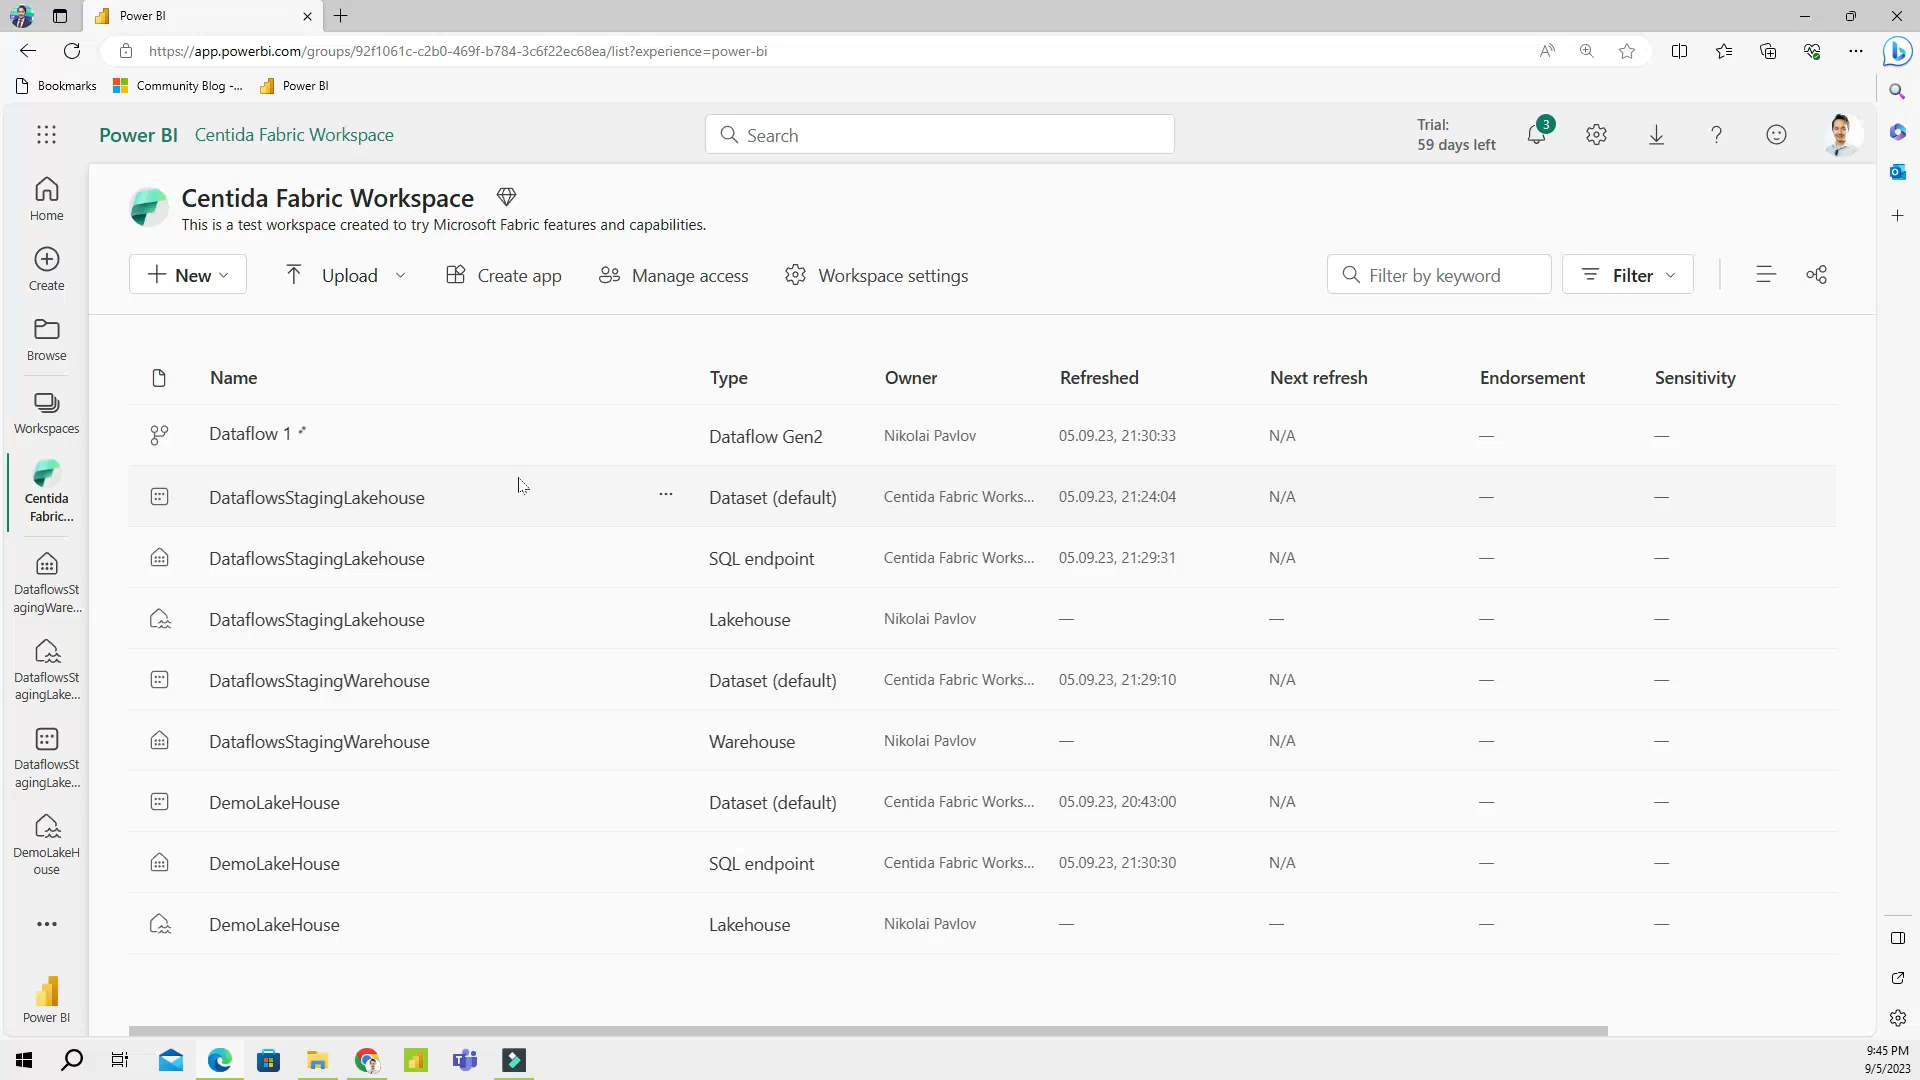 Power BI
https://app.powerbi.com/groups/92f1061c-c2b0-469f-b784-3c6f22ec68ea/list?experience=power-bi
Bookmarks
Community Blog -...
Power BI
Power BI
Centida Fabric Workspace
Search
Trial:
59 days left
3
Home
Create
Browse
Workspaces
Centida
Fabric...
DataflowsSt
agingWare...
DataflowsSt
agingLake...
DataflowsSt
agingLake...
DemoLakeH
ouse
Power BI
Centida Fabric Workspace
This is a test workspace created to try Microsoft Fabric features and capabilities.
New
Upload
Create app
Manage access
Workspace settings
Filter by keyword
Filter
Name Type Owner Refreshed Next refresh Endorsement Sensitivity
Dataflow 1 Dataflow Gen2 Nikolai Pavlov 05.09.23, 21:30:33 N/A — —
DataflowsStagingLakehouse ... Dataset (default) Centida Fabric Works... 05.09.23, 21:24:04 N/A — —
DataflowsStagingLakehouse SQL endpoint Centida Fabric Works... 05.09.23, 21:29:31 N/A — —
DataflowsStagingLakehouse Lakehouse Nikolai Pavlov — — — —
DataflowsStagingWarehouse Dataset (default) Centida Fabric Works... 05.09.23, 21:29:10 N/A — —
DataflowsStagingWarehouse Warehouse Nikolai Pavlov — N/A — —
DemoLakeHouse Dataset (default) Centida Fabric Works... 05.09.23, 20:43:00 N/A — —
DemoLakeHouse SQL endpoint Centida Fabric Works... 05.09.23, 21:30:30 N/A — —
DemoLakeHouse Lakehouse Nikolai Pavlov — — — —
9:45 PM
9/5/2023